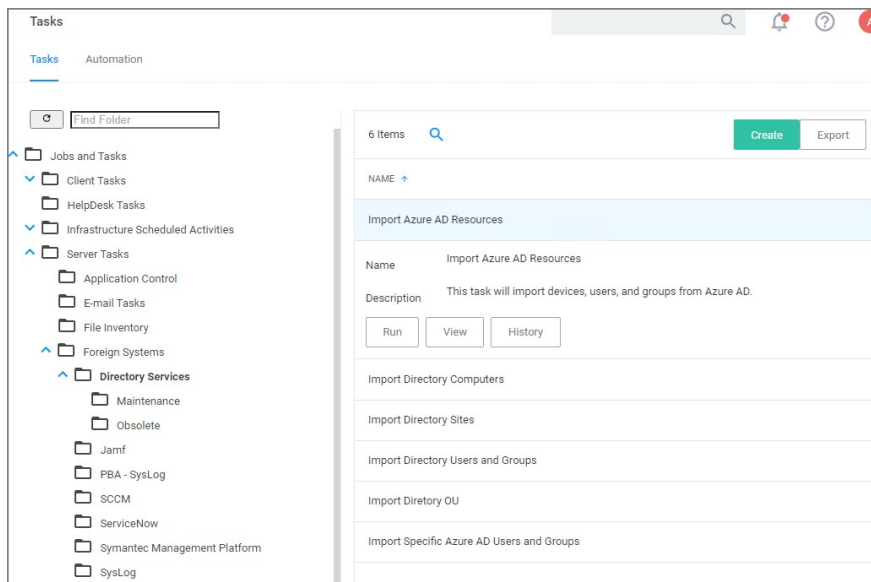 Tasks
A
Tasks Automation
Find Folder
6 Items Create Export
Jobs and Tasks
Client Tasks
HelpDesk Tasks
Infrastructure Scheduled Activities
Server Tasks
Application Control
E-mail Tasks
File Inventory
Foreign Systems
Directory Services
Maintenance
Obsolete
Jamf
PBA - SysLog
SCCM
ServiceNow
Symantec Management Platform
SysLog
NAME
Import Azure AD Resources
Name Import Azure AD Resources
Description This task will import devices, users, and groups from Azure AD.
Run View History
Import Directory Computers
Import Directory Sites
Import Directory Users and Groups
Import Diretory OU
Import Specific Azure AD Users and Groups